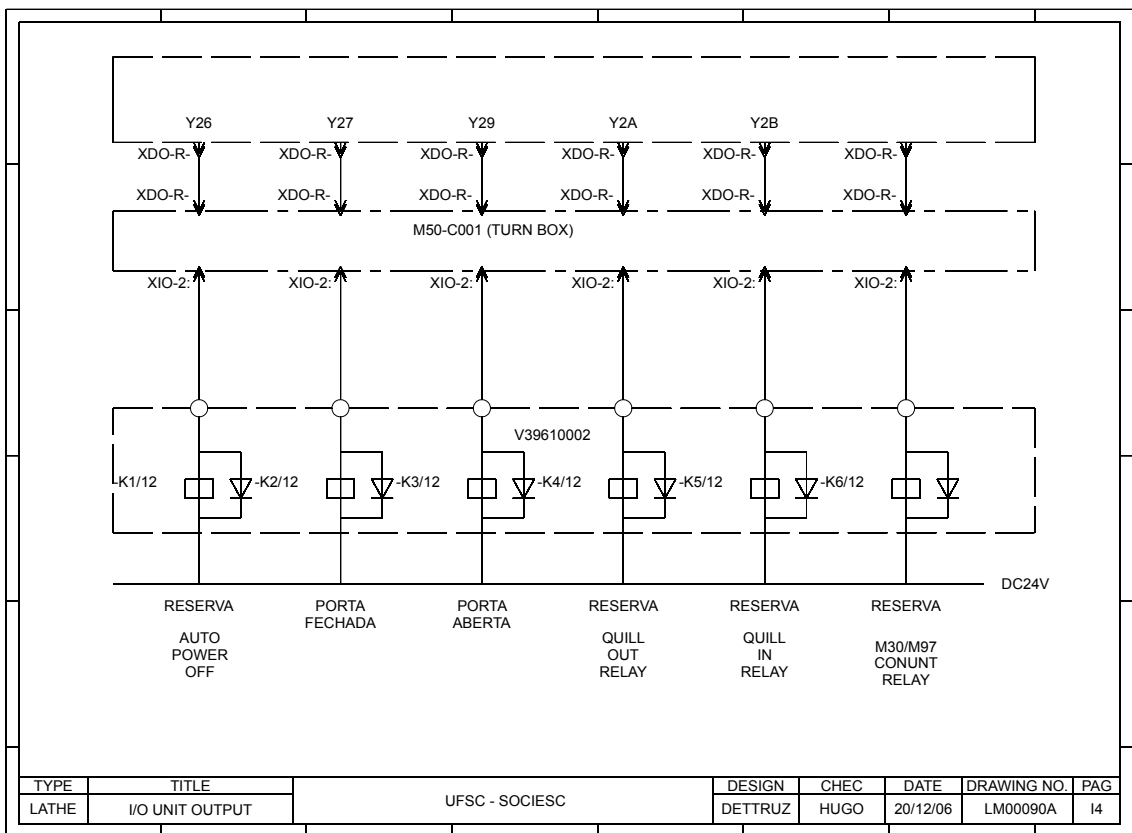 Y26 Y27 Y29 Y2A Y2B
XDO-R- XDO-R- XDO-R- XDO-R- XDO-R- XDO-R-
XDO-R- XDO-R- XDO-R- XDO-R- XDO-R- XDO-R-
M50-C001 (TURN BOX)
XIO-2: XIO-2: XIO-2: XIO-2: XIO-2: XIO-2:
V39610002
-K1/12 -K2/12 -K3/12 -K4/12 -K5/12 -K6/12
DC24V
RESERVA PORTA PORTA RESERVA RESERVA RESERVA
FECHADA ABERTA
AUTO QUILL QUILL M30/M97
POWER OUT IN CONUNT
OFF RELAY RELAY RELAY
TYPE TITLE DESIGN CHEC DATE DRAWING NO. PAG
LATHE I/O UNIT OUTPUT UFSC - SOCIESC DETTRUZ HUGO 20/12/06 LM00090A I4